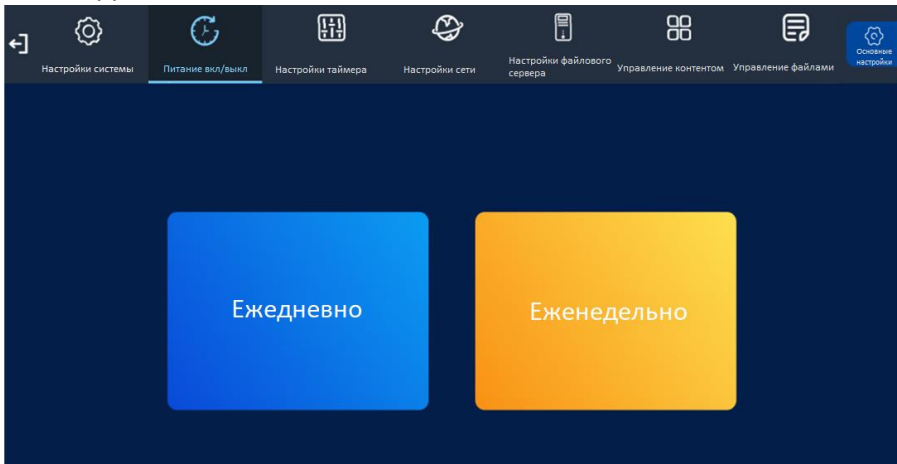 Настройки системы
Питание вкл/выкл
Настройки таймера
Настройки сети
Настройки файлового
сервера
Управление контентом
Управление файлами
Основные
настройки
Ежедневно
Еженедельно